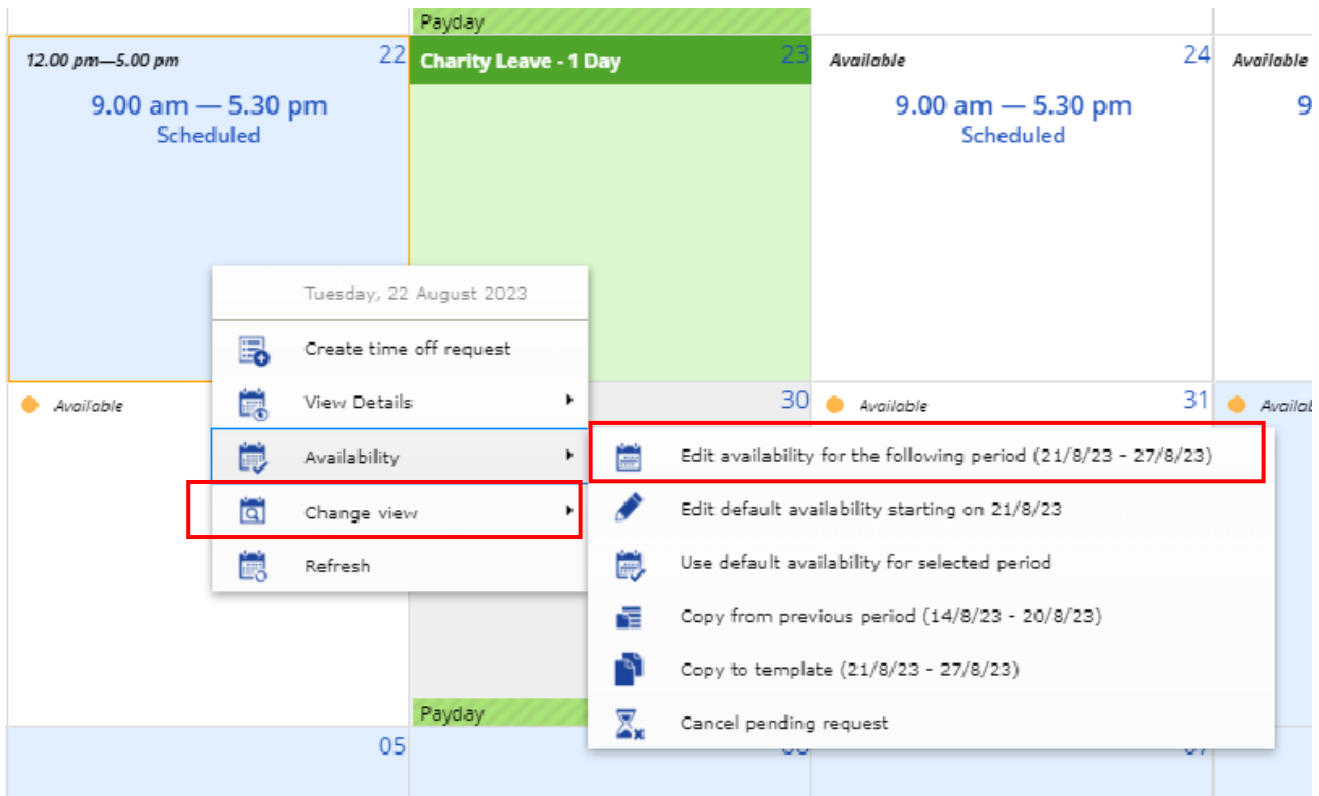 Payday
12.00 pm—5.00 pm 22
9.00 am — 5.30 pm
Scheduled
Charity Leave - 1 Day 23
Available 24
9.00 am — 5.30 pm
Scheduled
Available
9
Tuesday, 22 August 2023
Create time off request
View Details
Availability
Change view
Refresh
Available
30
Available 31
Edit availability for the following period (21/8/23 - 27/8/23)
Edit default availability starting on 21/8/23
Use default availability for selected period
Copy from previous period (14/8/23 - 20/8/23)
Copy to template (21/8/23 - 27/8/23)
Cancel pending request
Payday
05